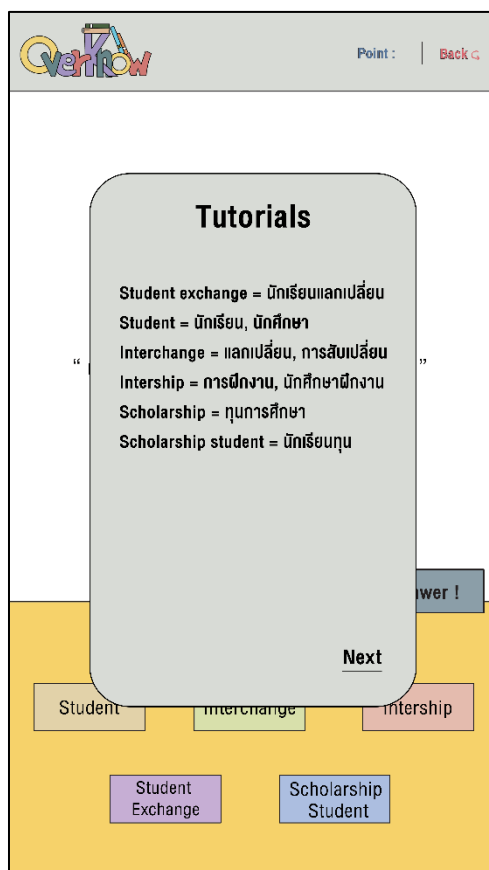 OverKnow
Point :
Back
Tutorials
Student exchange = นักเรียนแลกเปลี่ยน
Student = นักเรียน, นักศึกษา
Interchange = แลกเปลี่ยน, การสับเปลี่ยน
Intership = การฝึกงาน, นักศึกษาฝึกงาน
Scholarship = ทุนการศึกษา
Scholarship student = นักเรียนทุน
“ ”
wer !
Next
Student
Interchange
Intership
Student
Exchange
Scholarship
Student